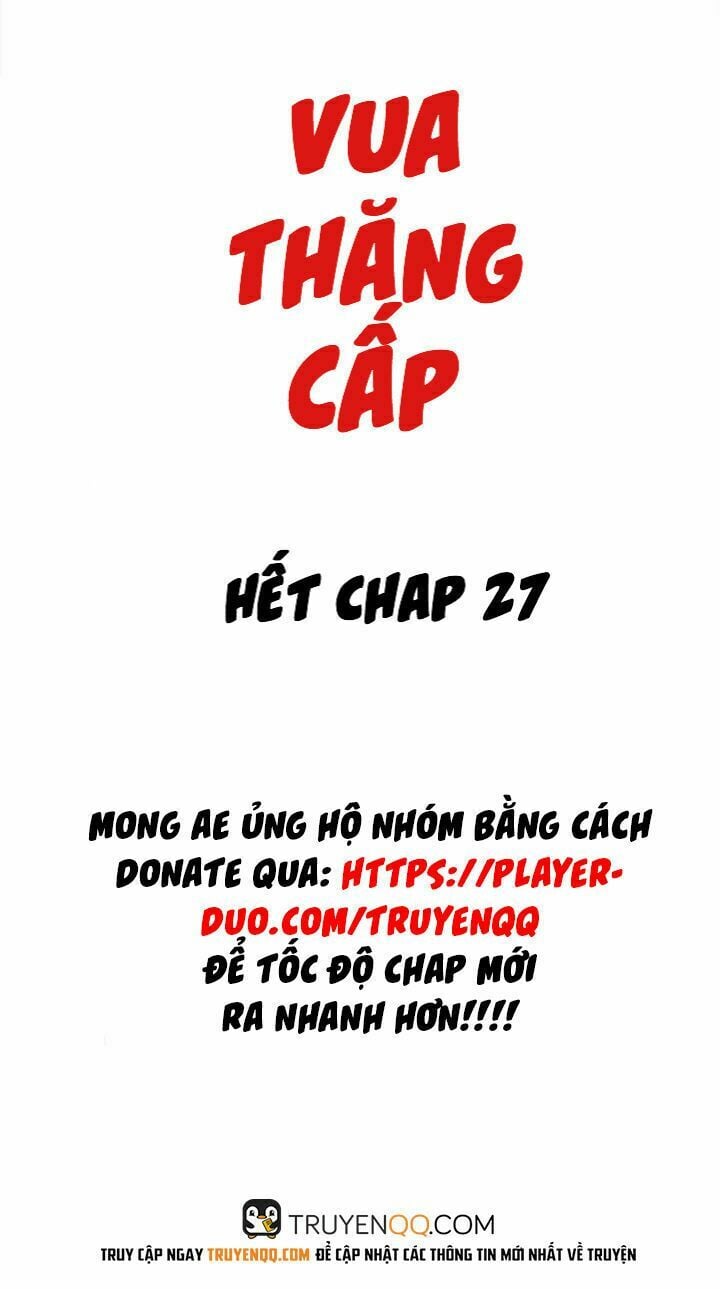 VUA
THĂNG
CẤP
HẾT CHAP 27
MONG AE ỦNG HỘ NHÓM BẰNG CÁCH
DONATE QUA: HTTPS://PLAYER-
DUO.COM/TRUYENQQ
ĐỂ TỐC ĐỘ CHAP MỚI
RA NHANH HƠN!!!!
TRUYENQQ.COM
TRUY CẬP NGAY TRUYENQQ.COM ĐỂ CẬP NHẬT CÁC THÔNG TIN MỚI NHẤT VỀ TRUYỆN